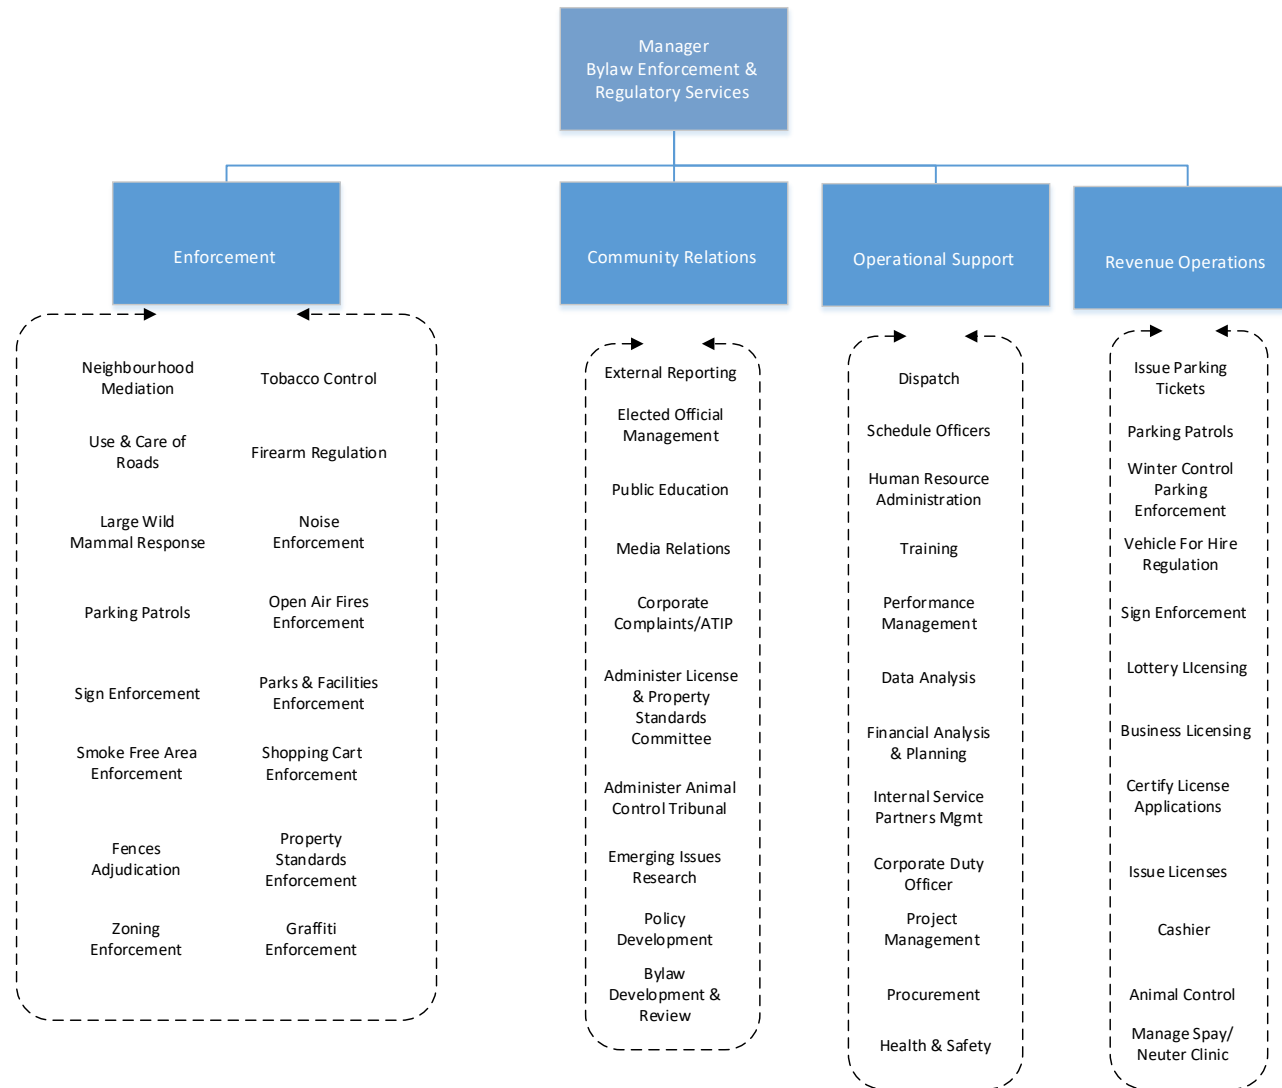 Manager
Bylaw Enforcement &
Regulatory Services
Enforcement
Community Relations
Operational Support
Revenue Operations
Neighbourhood
Mediation
Tobacco Control
Use & Care of
Roads
Firearm Regulation
Large Wild
Mammal Response
Noise
Enforcement
Parking Patrols
Open Air Fires
Enforcement
Sign Enforcement
Parks & Facilities
Enforcement
Smoke Free Area
Enforcement
Shopping Cart
Enforcement
Fences
Adjudication
Property
Standards
Enforcement
Zoning
Enforcement
Graffiti
Enforcement
External Reporting
Elected Official
Management
Public Education
Media Relations
Corporate
Complaints/ATIP
Administer License
& Property
Standards
Committee
Administer Animal
Control Tribunal
Emerging Issues
Research
Policy
Development
Bylaw
Development &
Review
Dispatch
Schedule Officers
Human Resource
Administration
Training
Performance
Management
Data Analysis
Financial Analysis
& Planning
Internal Service
Partners Mgmt
Corporate Duty
Officer
Project
Management
Procurement
Health & Safety
Issue Parking
Tickets
Parking Patrols
Winter Control
Parking
Enforcement
Vehicle For Hire
Regulation
Sign Enforcement
Lottery LIcensing
Business Licensing
Certify License
Applications
Issue Licenses
Cashier
Animal Control
Manage Spay/
Neuter Clinic